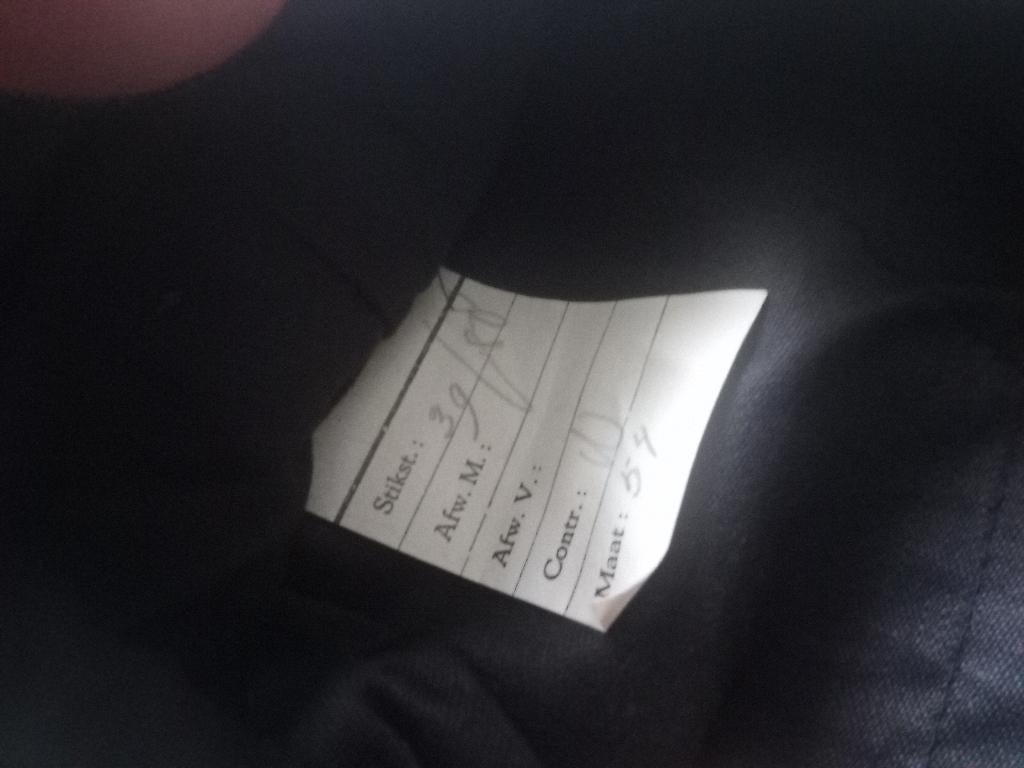 Stikst.: 39/
Afw. M.:
Afw. V.:
Contr.:
Maat: 54